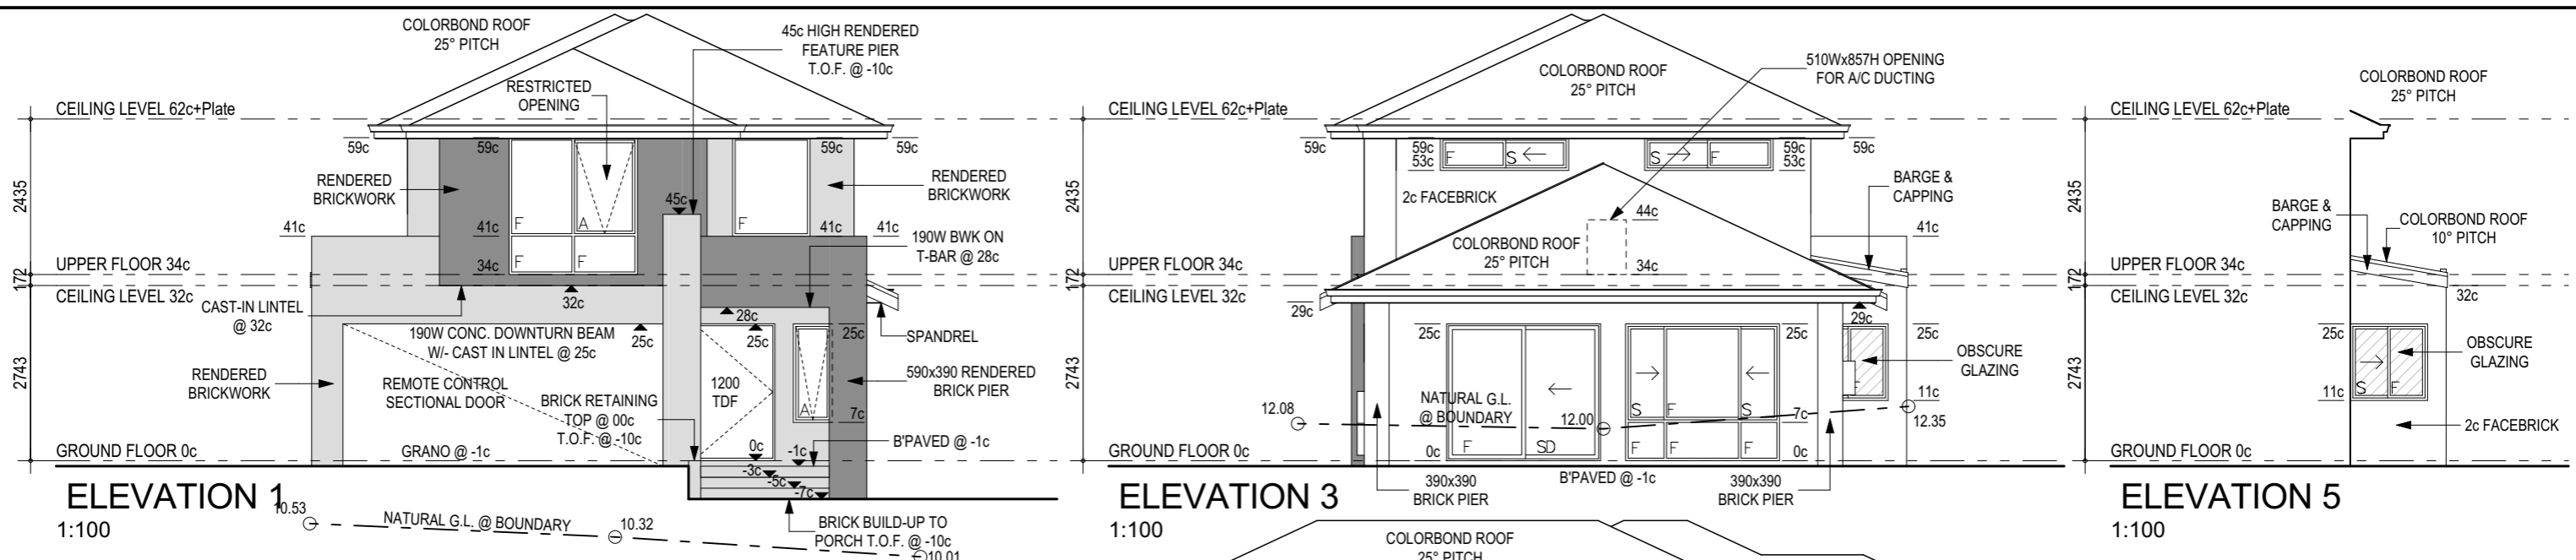 COLORBOND ROOF
25° PITCH
45c HIGH RENDERED
FEATURE PIER
T.O.F. @ -10c
RESTRICTED
OPENING
CEILING LEVEL 62c+Plate
59c
59c
59c
59c
RENDERED
BRICKWORK
RENDERED
BRICKWORK
2435
45c
F
A
F
41c
41c
41c
41c
190W BWK ON
T-BAR @ 28c
F
F
34c
UPPER FLOOR 34c
172
CEILING LEVEL 32c
CAST-IN LINTEL
@ 32c
32c
28c
SPANDREL
190W CONC. DOWNTURN BEAM
W/- CAST IN LINTEL @ 25c
25c
25c
25c
2743
RENDERED
BRICKWORK
REMOTE CONTROL
SECTIONAL DOOR
1200
TDF
590x390 RENDERED
BRICK PIER
BRICK RETAINING
TOP @ 00c
T.O.F. @ -10c
A
7c
GROUND FLOOR 0c
GRANO @ -1c
0c
-1c
B'PAVED @ -1c
-3c
-5c
-7c
ELEVATION 1
1:100
10.53
NATURAL G.L. @ BOUNDARY
10.32
BRICK BUILD-UP TO
PORCH T.O.F. @ -10c
10.01
COLORBOND ROOF
25° PITCH
510Wx857H OPENING
FOR A/C DUCTING
CEILING LEVEL 62c+Plate
59c
59c
53c
F
S
S
F
59c
53c
59c
2435
2c FACEBRICK
BARGE &
CAPPING
44c
41c
COLORBOND ROOF
25° PITCH
34c
UPPER FLOOR 34c
172
CEILING LEVEL 32c
29c
29c
25c
25c
25c
OBSCURE
GLAZING
2743
F
11c
12.08
NATURAL G.L.
@ BOUNDARY
12.00
S
F
S
7c
12.35
GROUND FLOOR 0c
0c
F
SD
F
F
F
0c
390x390
BRICK PIER
B'PAVED @ -1c
390x390
BRICK PIER
ELEVATION 3
1:100
COLORBOND ROOF
25° PITCH
COLORBOND ROOF
25° PITCH
CEILING LEVEL 62c+Plate
2435
BARGE &
CAPPING
COLORBOND ROOF
10° PITCH
UPPER FLOOR 34c
172
CEILING LEVEL 32c
32c
25c
OBSCURE
GLAZING
2743
S
F
11c
2c FACEBRICK
GROUND FLOOR 0c
ELEVATION 5
1:100